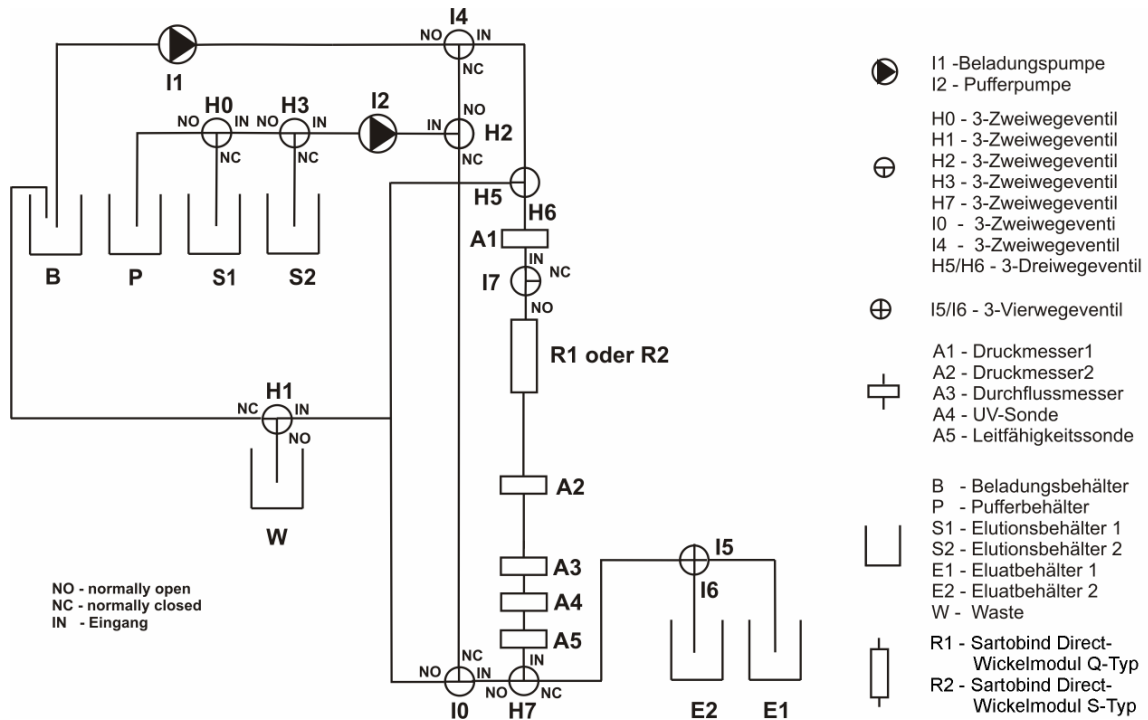 I4
NO IN
NC
I1
H0
NO IN
NC
H3
NO IN
NC
I2
NO
IN H2
NC
H5
H6
A1
IN NC
I7
NO
B P S1 S2
R1 oder R2
H1
NC IN
NO
W
A2
A3
A4
A5
I5
I6
NO - normally open
NC - normally closed
IN - Eingang
NC
NO IN
I0
IN
NO NC
H7
E2 E1
I1 -Beladungspumpe
I2 - Pufferpumpe
H0 - 3-Zweiwegeventil
H1 - 3-Zweiwegeventil
H2 - 3-Zweiwegeventil
H3 - 3-Zweiwegeventil
H7 - 3-Zweiwegeventil
I0 - 3-Zweiwegeventi
I4 - 3-Zweiwegeventil
H5/H6 - 3-Dreiwegeventil
I5/I6 - 3-Vierwegeventil
A1 - Druckmesser1
A2 - Druckmesser2
A3 - Durchflussmesser
A4 - UV-Sonde
A5 - Leitfähigkeitssonde
B - Beladungsbehälter
P - Pufferbehälter
S1 - Elutionsbehälter 1
S2 - Elutionsbehälter 2
E1 - Eluatbehälter 1
E2 - Eluatbehälter 2
W - Waste
R1 - Sartobind Direct-
Wickelmodul Q-Typ
R2 - Sartobind Direct-
Wickelmodul S-Typ